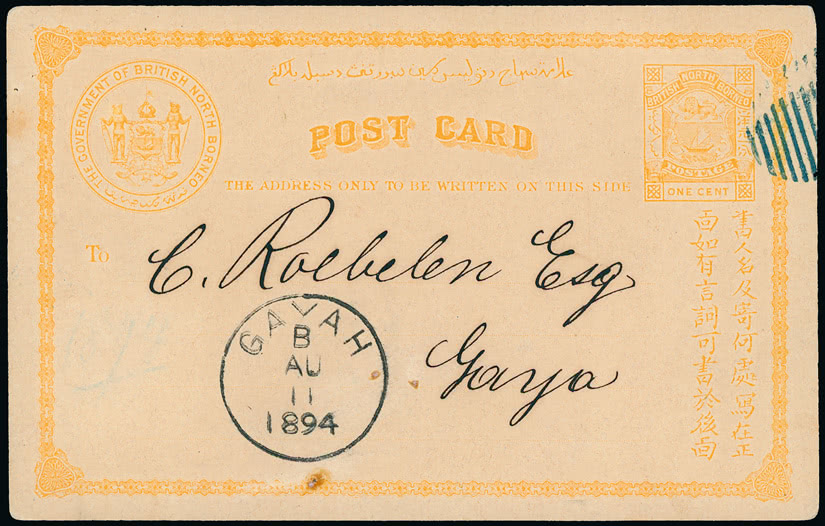 POST CARD
THE GOVERNMENT OF BRITISH NORTH BORNEO
BRITISH NORTH BORNEO
POSTAGE
ONE CENT
THE ADDRESS ONLY TO BE WRITTEN ON THIS SIDE
To
C. Roebelen Esq
Gaya
GAYAH
B
AU
11
1894
書人名及寄何處寫在正
面如有言詞可書於後面